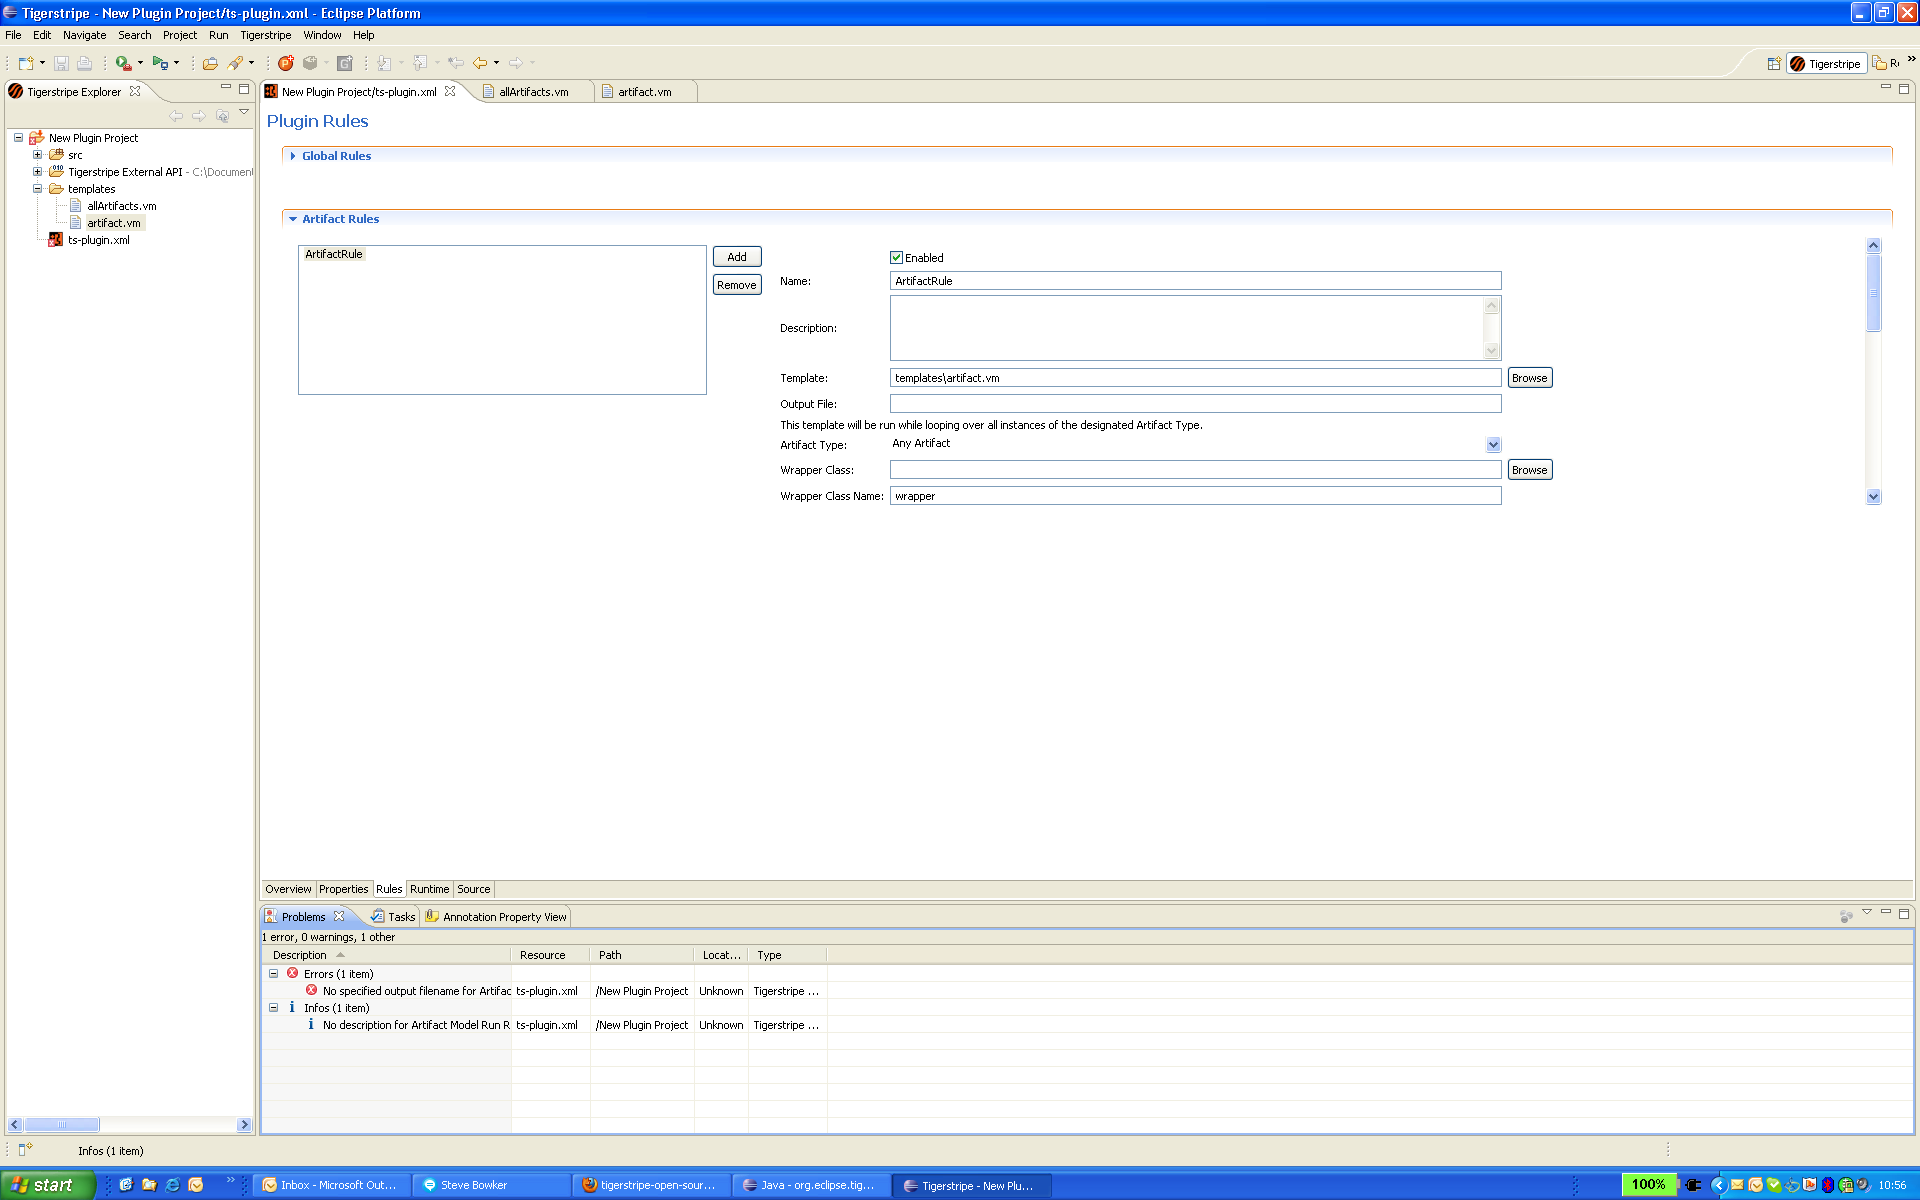 Tigerstripe - New Plugin Project/ts-plugin.xml - Eclipse Platform
File Edit Navigate Search Project Run Tigerstripe Window Help
Tigerstripe
Tigerstripe Explorer
New Plugin Project/ts-plugin.xml allArtifacts.vm artifact.vm
New Plugin Project
src
Tigerstripe External API - C:\Document
templates
allArtifacts.vm
artifact.vm
ts-plugin.xml
Plugin Rules
Global Rules
Artifact Rules
ArtifactRule
Add
Remove
Enabled
Name: ArtifactRule
Description:
Template: templates\artifact.vm Browse
Output File:
This template will be run while looping over all instances of the designated Artifact Type.
Artifact Type: Any Artifact
Wrapper Class: Browse
Wrapper Class Name: wrapper
Overview Properties Rules Runtime Source
Problems Tasks Annotation Property View
1 error, 0 warnings, 1 other
Description Resource Path Locat... Type
Errors (1 item)
No specified output filename for Artifac ts-plugin.xml /New Plugin Project Unknown Tigerstripe ...
Infos (1 item)
No description for Artifact Model Run R ts-plugin.xml /New Plugin Project Unknown Tigerstripe ...
Infos (1 item)
start Inbox - Microsoft Out... Steve Bowker tigerstripe-open-sour... Java - org.eclipse.tig... Tigerstripe - New Plu... 100% 10:56